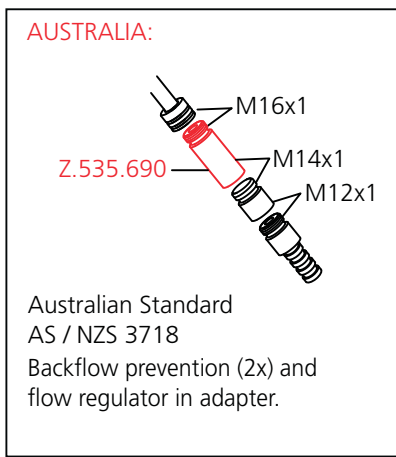 AUSTRALIA:
M16x1
Z.535.690
M14x1
M12x1
Australian Standard
AS / NZS 3718
Backflow prevention (2x) and
flow regulator in adapter.